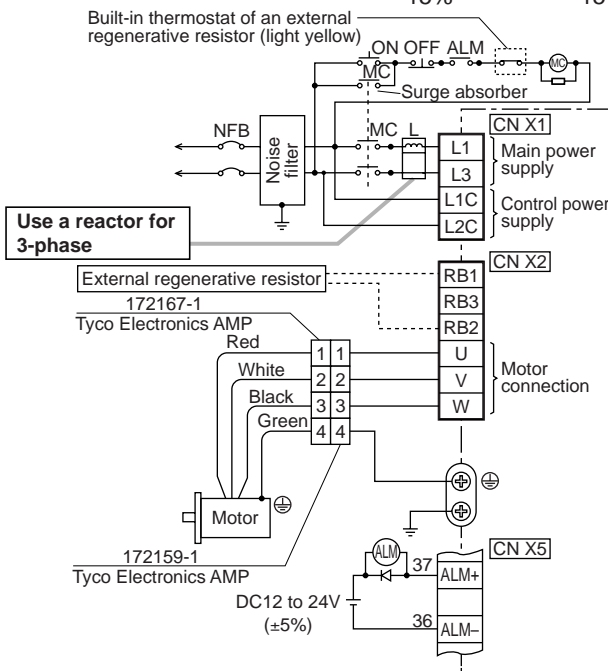 Built-in thermostat of an external
regenerative resistor (light yellow)
ON OFF ALM
MC
MC
Surge absorber
CN X1
NFB
Noise
filter
MC L
L1
L3
Main power
supply
L1C
L2C
Control power
supply
Use a reactor for
3-phase
CN X2
External regenerative resistor
RB1
RB3
RB2
172167-1
Tyco Electronics AMP
Red
1 1
U
White
2 2
V
Black
3 3
W
Green
4 4
Motor
connection
Motor
172159-1
Tyco Electronics AMP
CN X5
ALM
37
ALM+
DC12 to 24V
(±5%)
36
ALM–